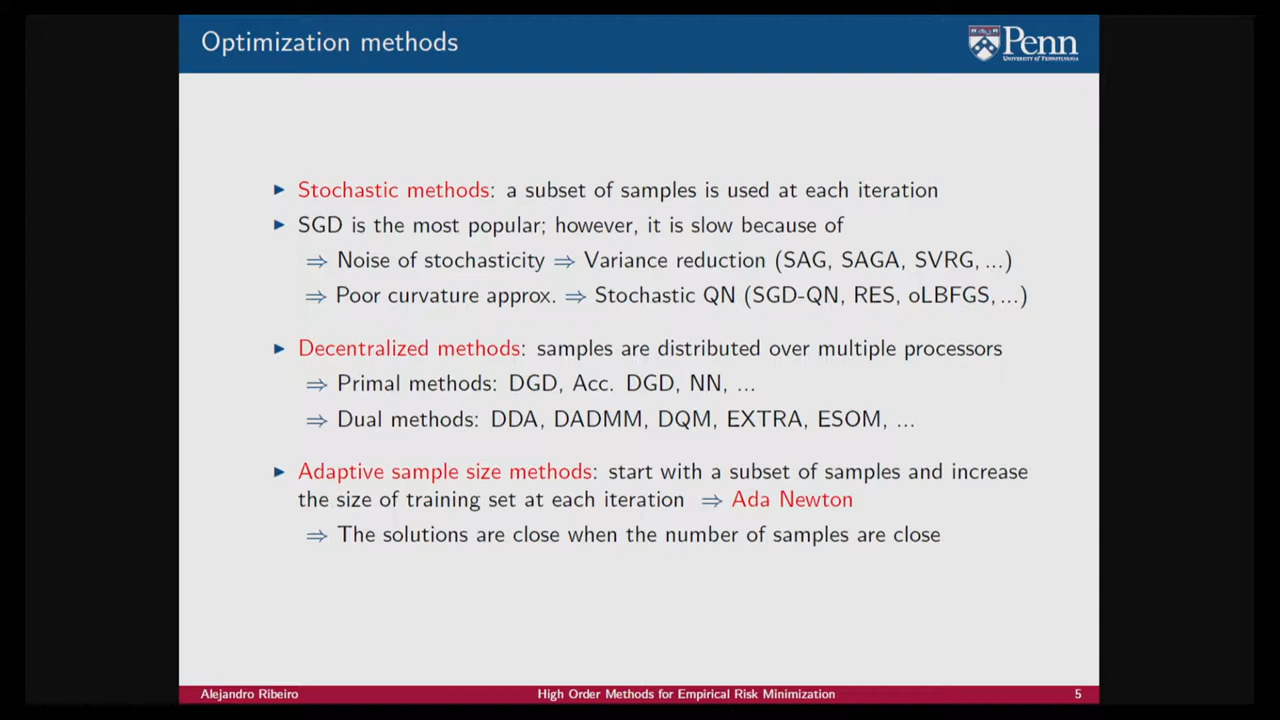 Optimization methods
Penn
UNIVERSITY of PENNSYLVANIA
▶ Stochastic methods: a subset of samples is used at each iteration
▶ SGD is the most popular; however, it is slow because of
⇒ Noise of stochasticity ⇒ Variance reduction (SAG, SAGA, SVRG, ...)
⇒ Poor curvature approx. ⇒ Stochastic QN (SGD-QN, RES, oLBFGS, ...)
▶ Decentralized methods: samples are distributed over multiple processors
⇒ Primal methods: DGD, Acc. DGD, NN, ...
⇒ Dual methods: DDA, DADMM, DQM, EXTRA, ESOM, ...
▶ Adaptive sample size methods: start with a subset of samples and increase
the size of training set at each iteration ⇒ Ada Newton
⇒ The solutions are close when the number of samples are close
Alejandro Ribeiro High Order Methods for Empirical Risk Minimization 5